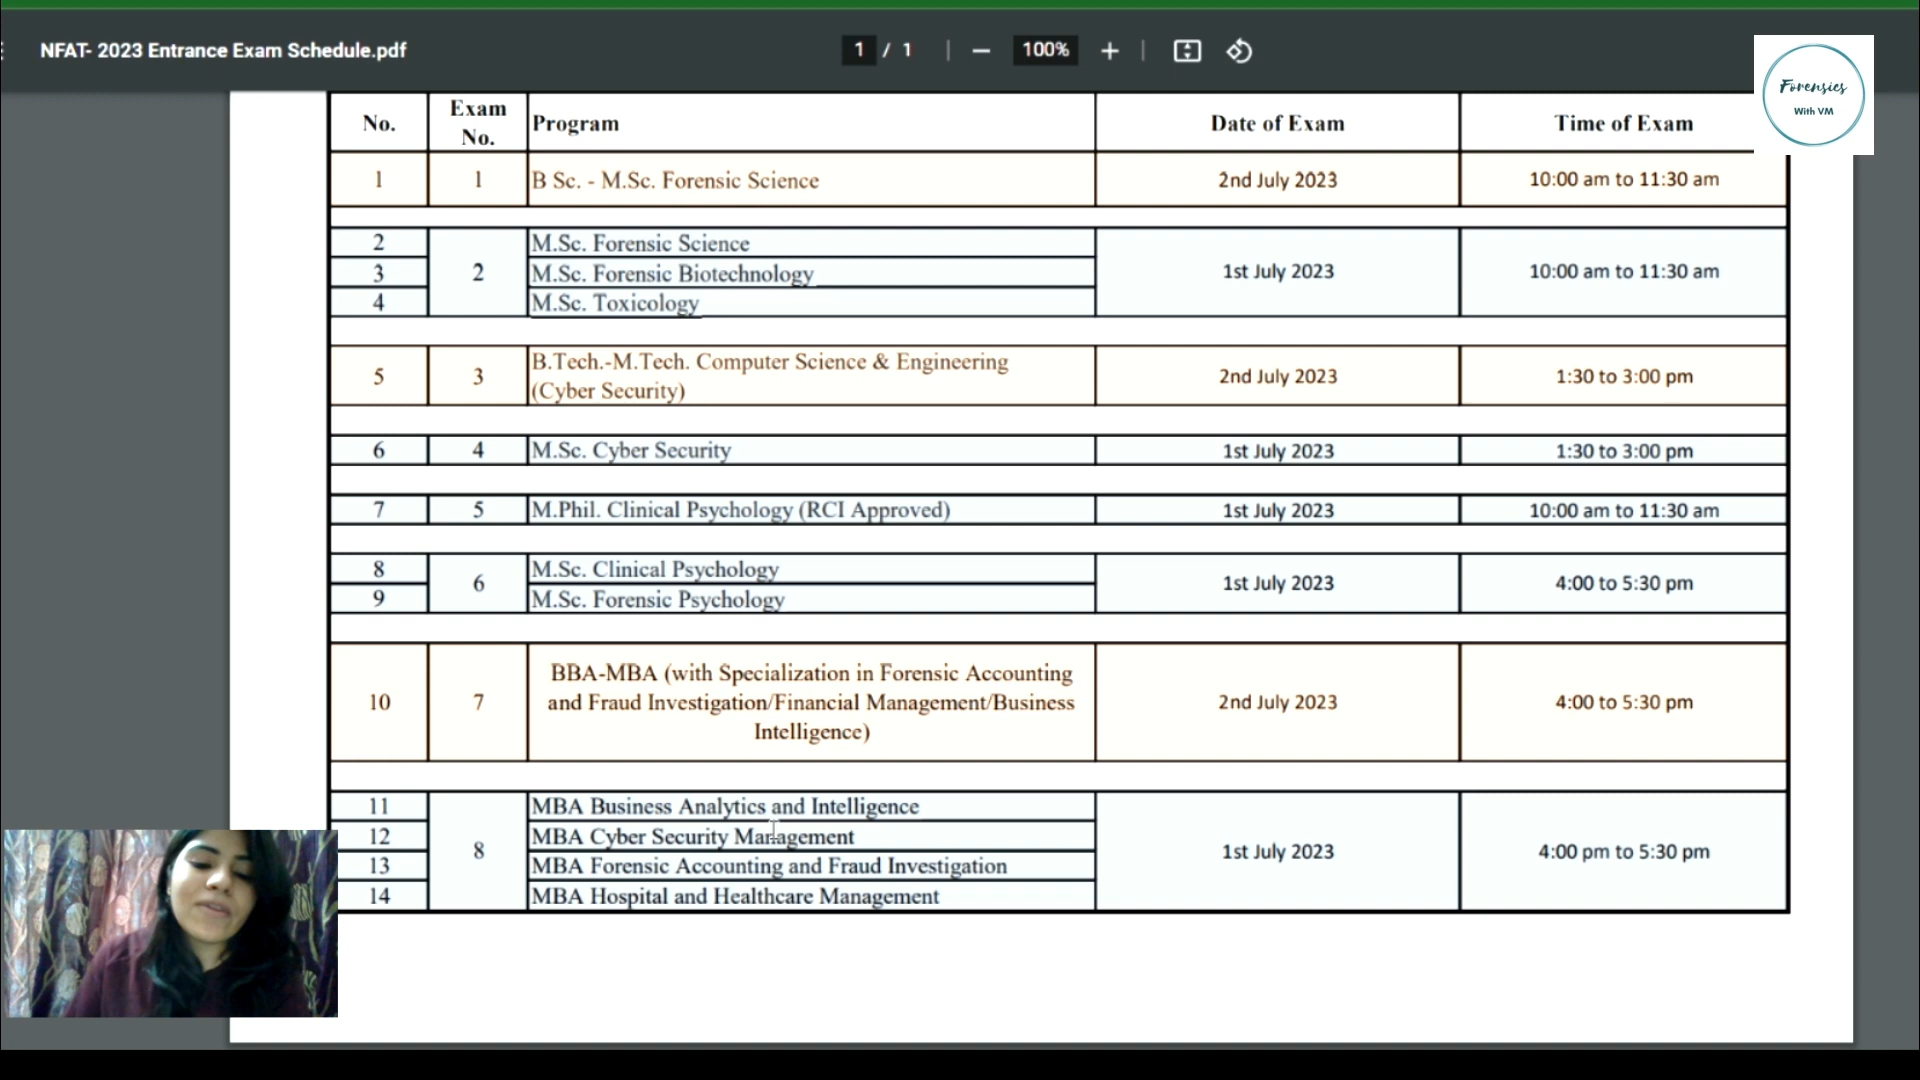 NFAT- 2023 Entrance Exam Schedule.pdf
1 / 1
100%
Forensics
With VM
No.
Exam
No.
Program
Date of Exam
Time of Exam
1
1
B Sc. - M.Sc. Forensic Science
2nd July 2023
10:00 am to 11:30 am
2
M.Sc. Forensic Science
3
2
M.Sc. Forensic Biotechnology
1st July 2023
10:00 am to 11:30 am
4
M.Sc. Toxicology
5
3
B.Tech.-M.Tech. Computer Science & Engineering
(Cyber Security)
2nd July 2023
1:30 to 3:00 pm
6
4
M.Sc. Cyber Security
1st July 2023
1:30 to 3:00 pm
7
5
M.Phil. Clinical Psychology (RCI Approved)
1st July 2023
10:00 am to 11:30 am
8
6
M.Sc. Clinical Psychology
1st July 2023
4:00 to 5:30 pm
9
M.Sc. Forensic Psychology
10
7
BBA-MBA (with Specialization in Forensic Accounting
and Fraud Investigation/Financial Management/Business
Intelligence)
2nd July 2023
4:00 to 5:30 pm
11
MBA Business Analytics and Intelligence
12
8
MBA Cyber Security Management
1st July 2023
4:00 pm to 5:30 pm
13
MBA Forensic Accounting and Fraud Investigation
14
MBA Hospital and Healthcare Management